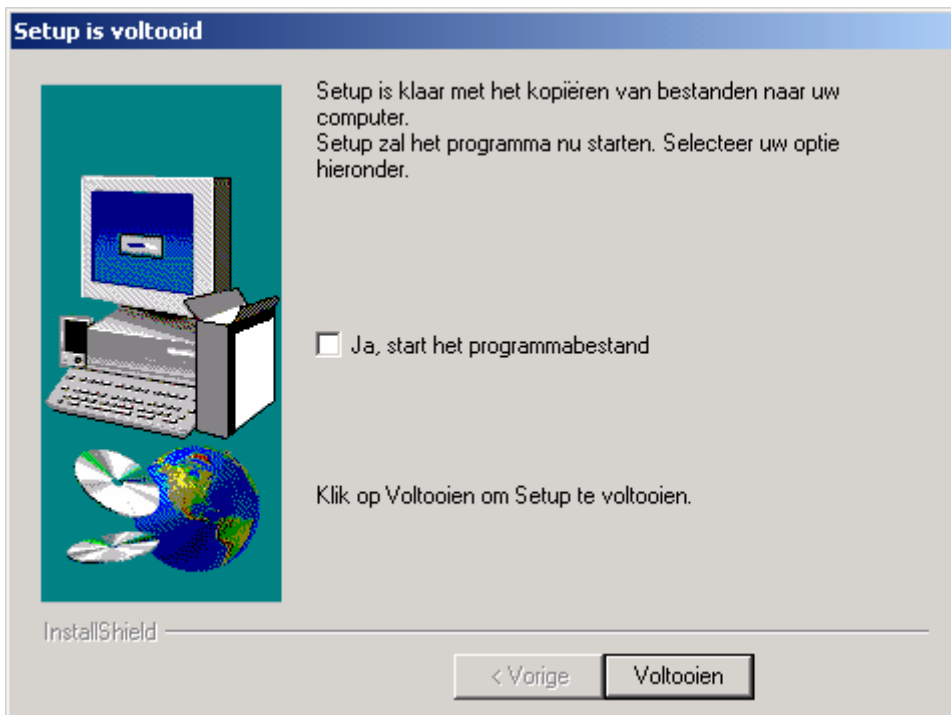 Setup is voltooid
Setup is klaar met het kopiëren van bestanden naar uw
computer.
Setup zal het programma nu starten. Selecteer uw optie
hieronder.
Ja, start het programmabestand
Klik op Voltooien om Setup te voltooien.
InstallShield
< Vorige
Voltooien